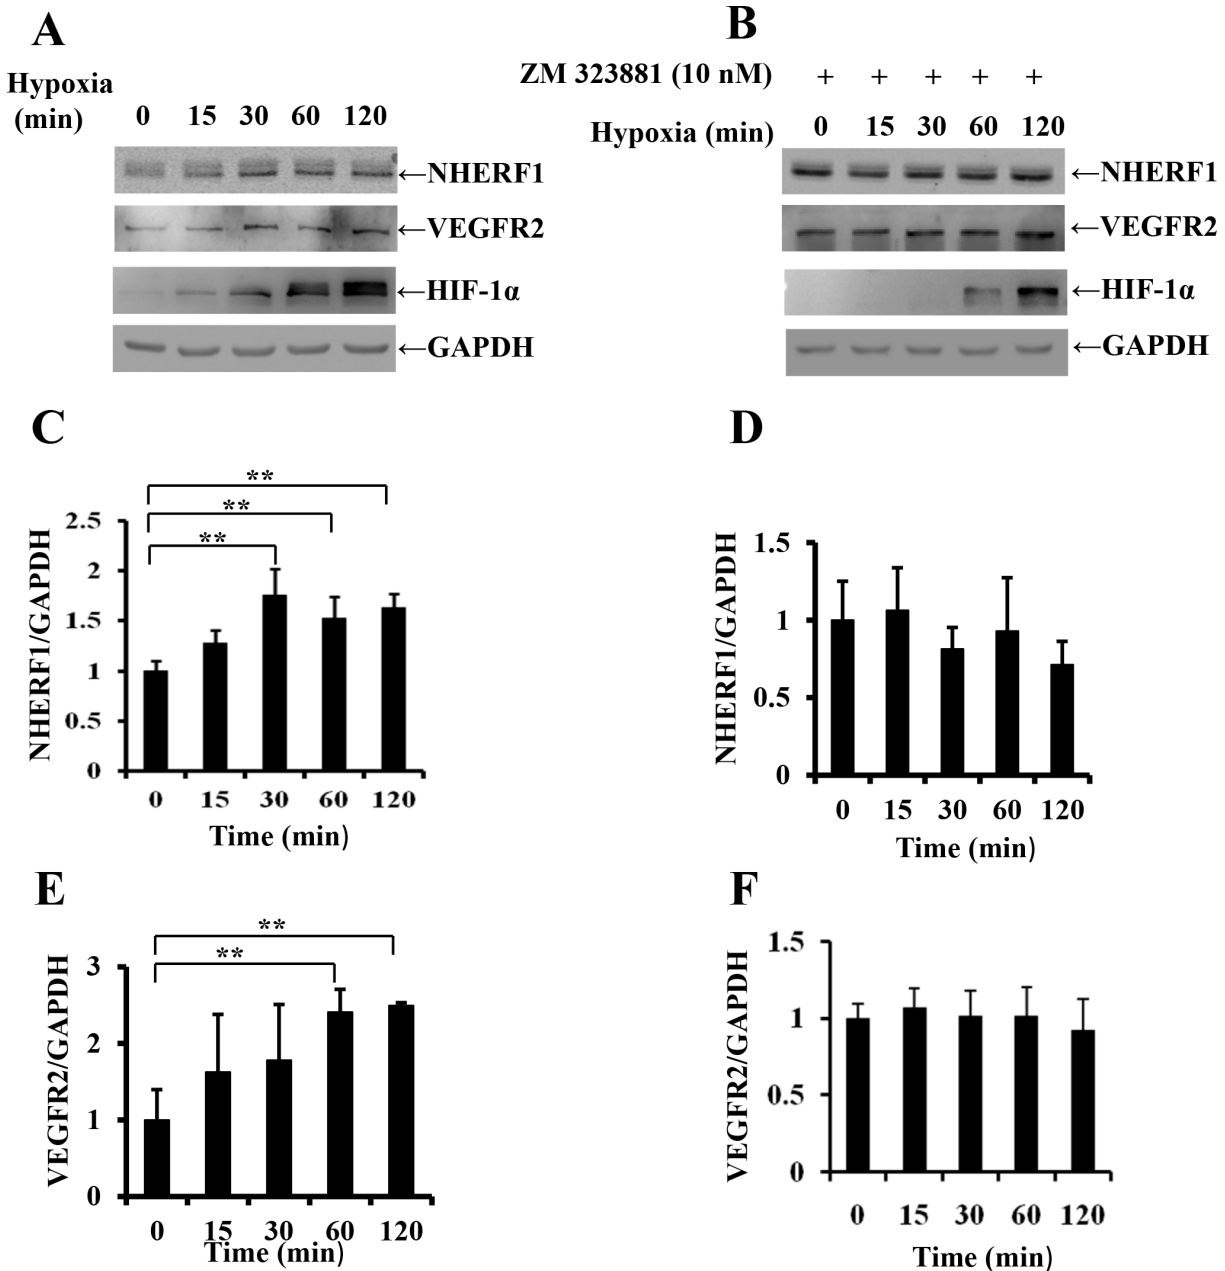 A
Hypoxia
(min)
0 15 30 60 120
←NHERF1
←VEGFR2
←HIF-1α
←GAPDH
B
ZM 323881 (10 nM) + + + + +
Hypoxia (min) 0 15 30 60 120
←NHERF1
←VEGFR2
←HIF-1α
←GAPDH
C
**
**
**
NHERF1/GAPDH
2.5
2
1.5
1
0.5
0
0 15 30 60 120
Time (min)
D
NHERF1/GAPDH
1.5
1
0.5
0
0 15 30 60 120
Time (min)
E
**
**
VEGFR2/GAPDH
3
2
1
0
0 15 30 60 120
Time (min)
F
VEGFR2/GAPDH
1.5
1
0.5
0
0 15 30 60 120
Time (min)